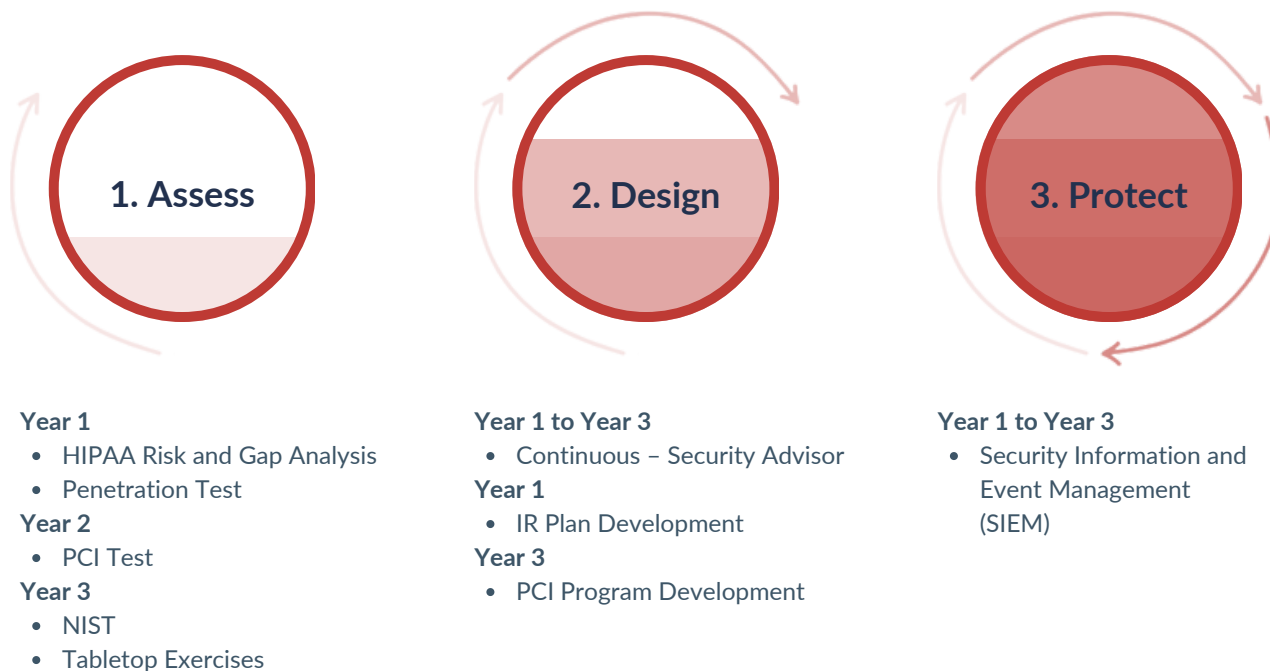 1. Assess
2. Design
3. Protect
Year 1
• HIPAA Risk and Gap Analysis
• Penetration Test
Year 2
• PCI Test
Year 3
• NIST
• Tabletop Exercises
Year 1 to Year 3
• Continuous – Security Advisor
Year 1
• IR Plan Development
Year 3
• PCI Program Development
Year 1 to Year 3
• Security Information and
Event Management
(SIEM)